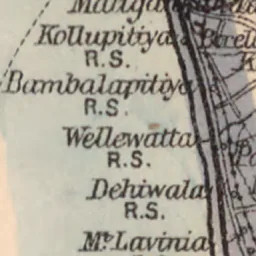 Kollupitiya
R.S.
Bambalapitiya
R.S.
Wellewatta
R.S.
Dehiwala
R.S.
Mt. Lavinia